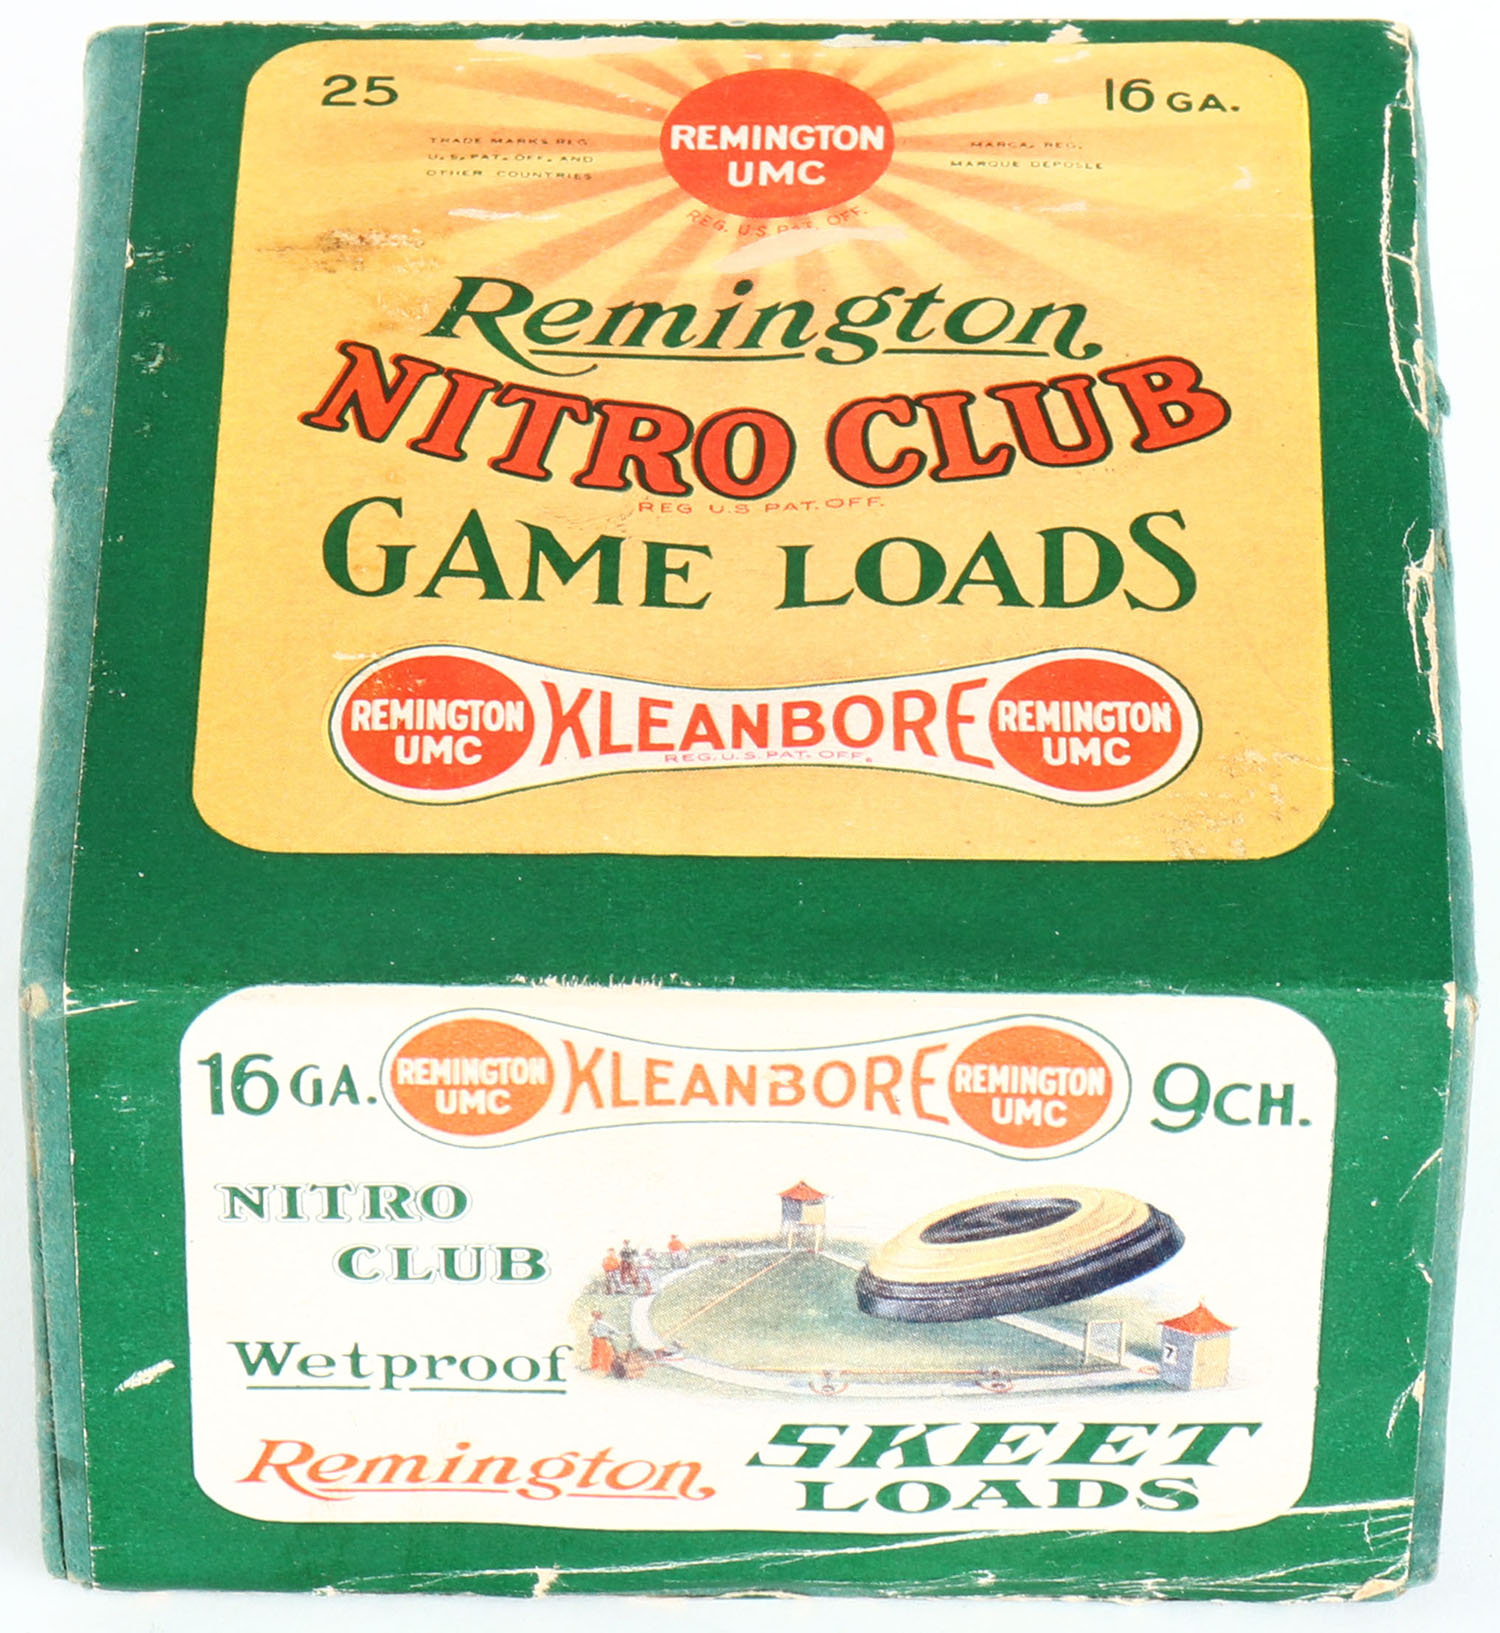 25
16 GA.
TRADE MARKS REG.
U.S. PAT. OFF. AND
OTHER COUNTRIES
REMINGTON
UMC
REG. U.S. PAT. OFF.
MARCA. REG.
MARQUE DEPOSEE
Remington
NITRO CLUB
REG U.S PAT. OFF.
GAME LOADS
REMINGTON
UMC
KLEANBORE
REG. U.S. PAT. OFF.
REMINGTON
UMC
16 GA.
REMINGTON
UMC
KLEANBORE
REMINGTON
UMC
9 CH.
NITRO
CLUB
Wetproof
7
Remington
SKEET
LOADS